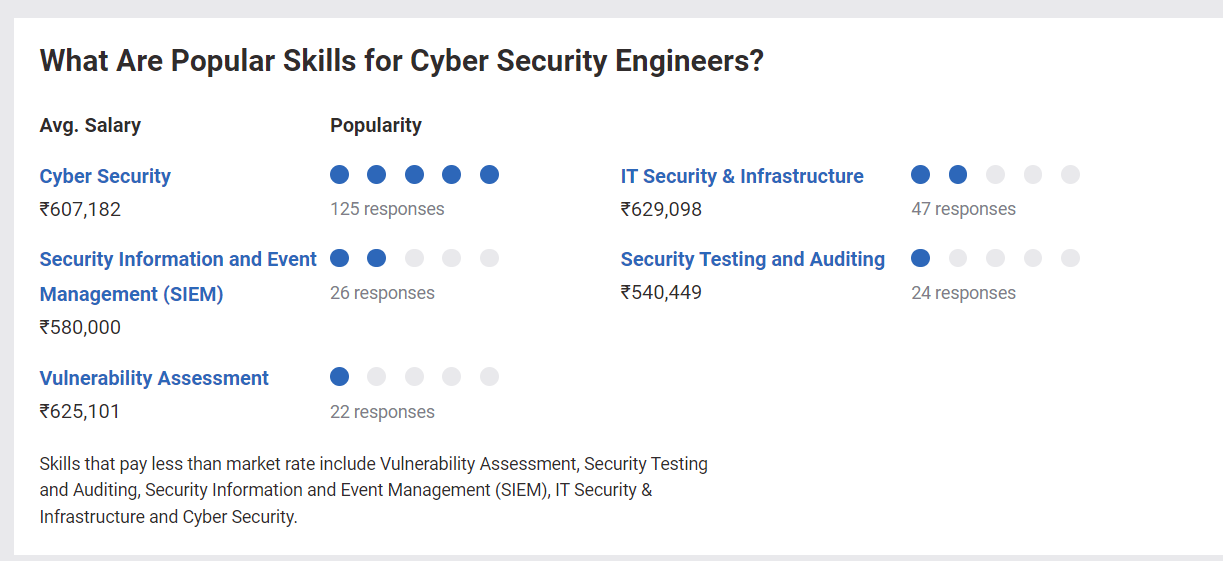 What Are Popular Skills for Cyber Security Engineers?
Avg. Salary
Popularity
Cyber Security
₹607,182
125 responses
IT Security & Infrastructure
₹629,098
47 responses
Security Information and Event
Management (SIEM)
₹580,000
26 responses
Security Testing and Auditing
₹540,449
24 responses
Vulnerability Assessment
₹625,101
22 responses
Skills that pay less than market rate include Vulnerability Assessment, Security Testing
and Auditing, Security Information and Event Management (SIEM), IT Security &
Infrastructure and Cyber Security.